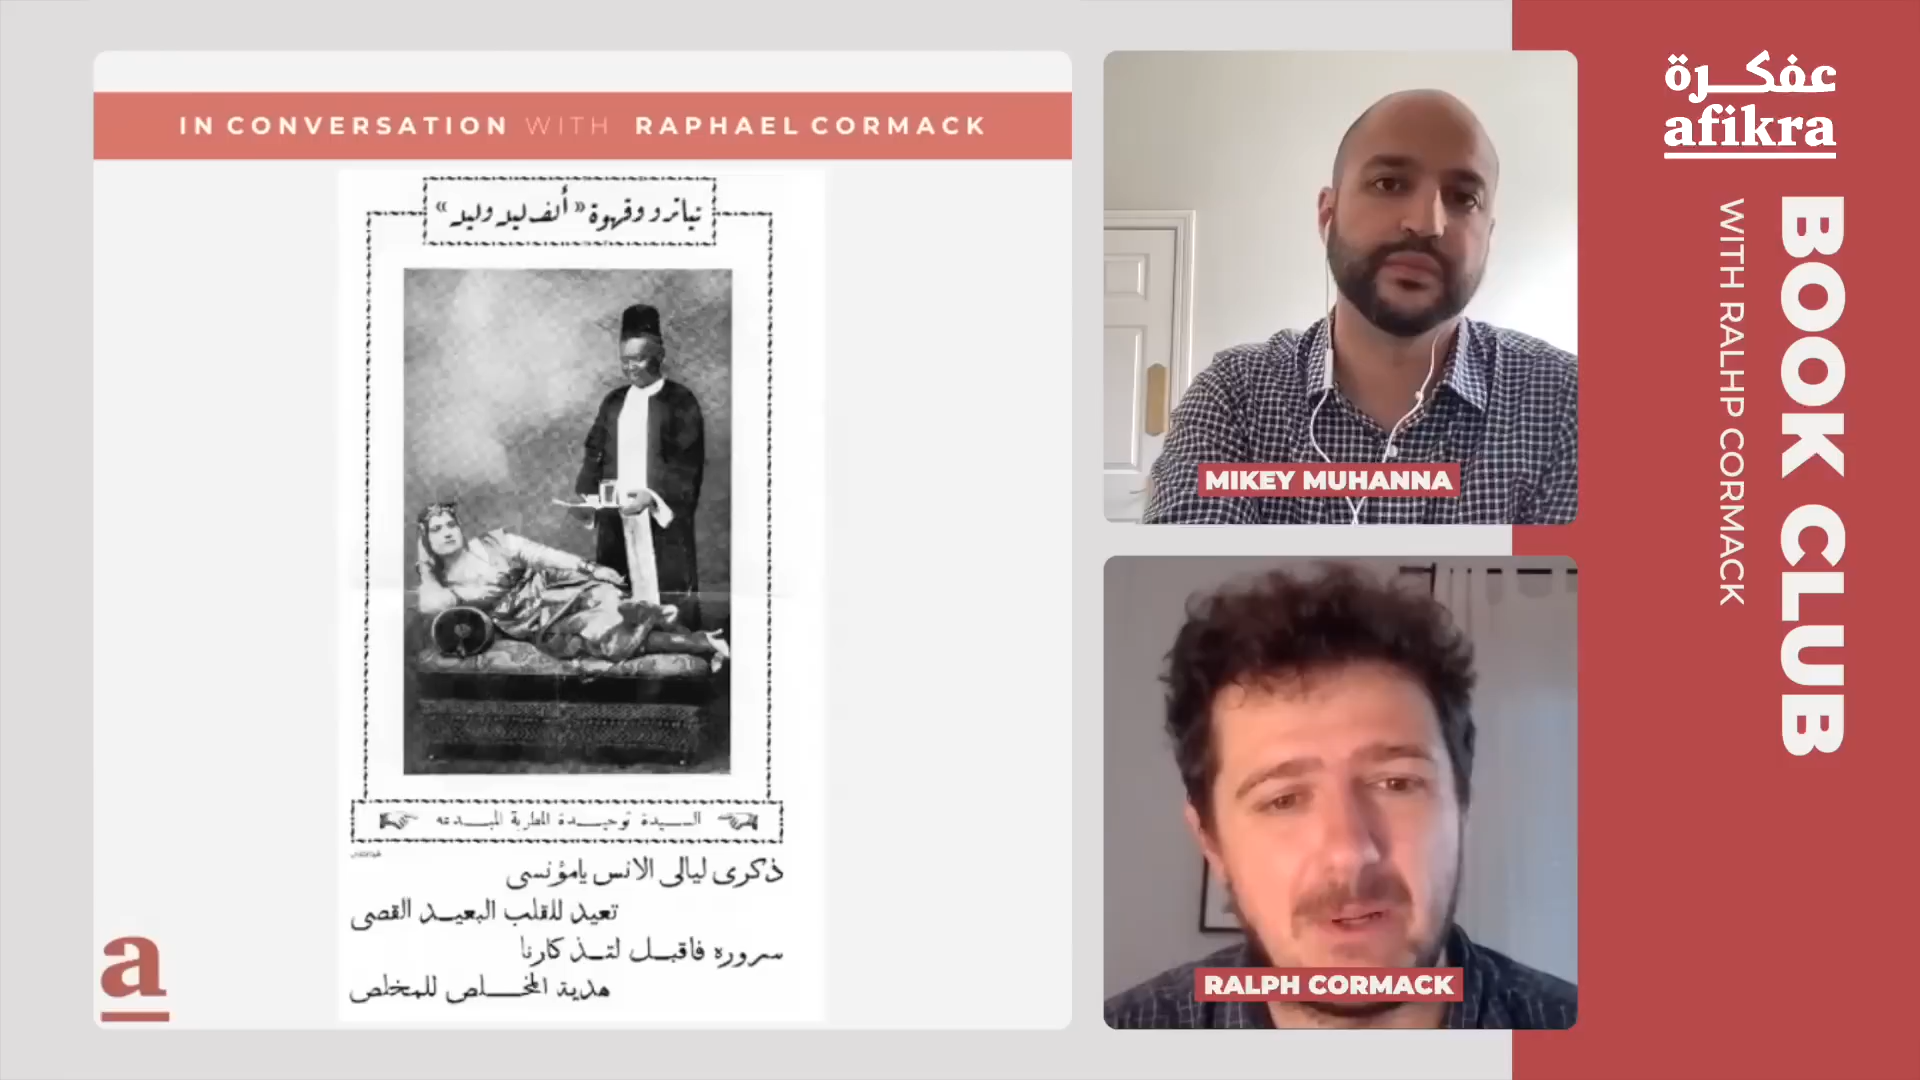 IN CONVERSATION WITH RAPHAEL CORMACK
تياترو وقهوة «ألف ليله وليله»
السيدة توحيدة المطربة المبدعه
ذكرى ليالى الانس يامؤنسى
تعيد للقلب البعيد القصى
سروره فاقبل لتذكارنا
هدية المخلص للمخلص
a
MIKEY MUHANNA
RALPH CORMACK
عفكرة
afikra
BOOK CLUB
WITH RALHP CORMACK